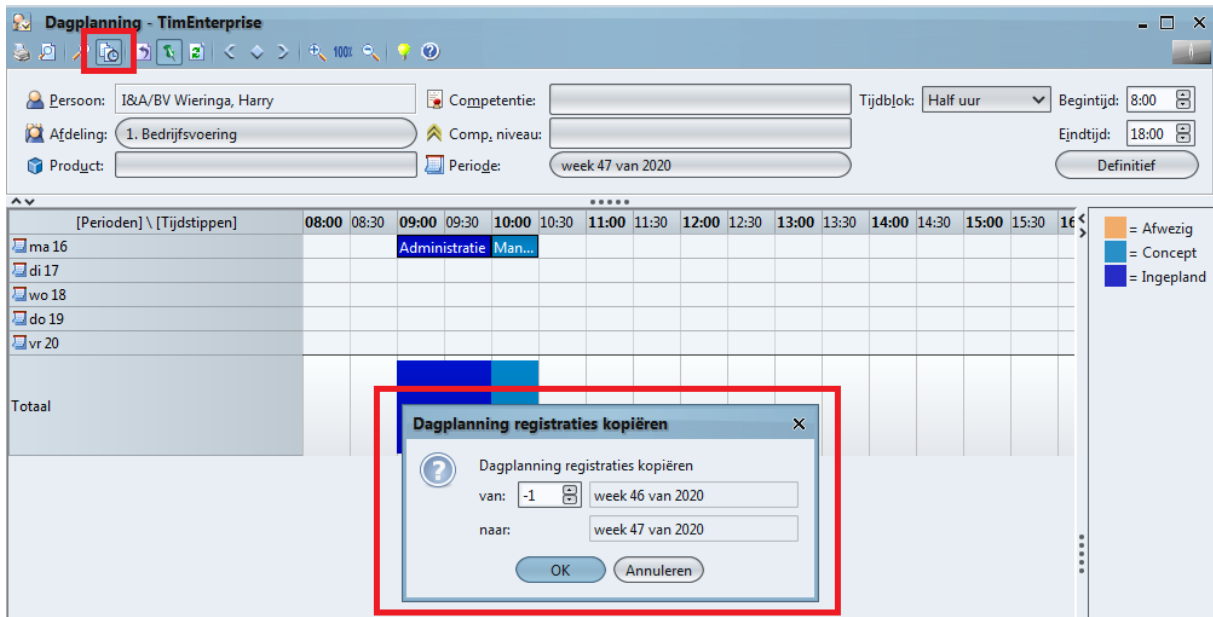 Dagplanning - TimEnterprise
100%
Persoon: I&A/BV Wieringa, Harry Competentie: Tijdblok: Half uur Begintijd: 8:00
Afdeling: 1. Bedrijfsvoering Comp. niveau: Eindtijd: 18:00
Product: Periode: week 47 van 2020 Definitief
[Perioden] \ [Tijdstippen] 08:00 08:30 09:00 09:30 10:00 10:30 11:00 11:30 12:00 12:30 13:00 13:30 14:00 14:30 15:00 15:30 16
= Afwezig
ma 16 Administratie Man...
= Concept
di 17
= Ingepland
wo 18
do 19
vr 20
Totaal
Dagplanning registraties kopiëren
Dagplanning registraties kopiëren
van: -1 week 46 van 2020
naar: week 47 van 2020
OK Annuleren